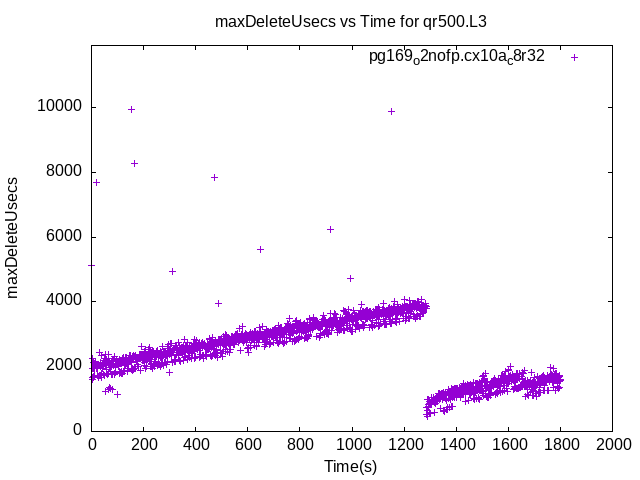 maxDeleteUsecs vs Time for qr500.L3
pg169o2nofp.cx10ac8r32
10000
8000
6000
4000
2000
0
maxDeleteUsecs
0 200 400 600 800 1000 1200 1400 1600 1800 2000
Time(s)